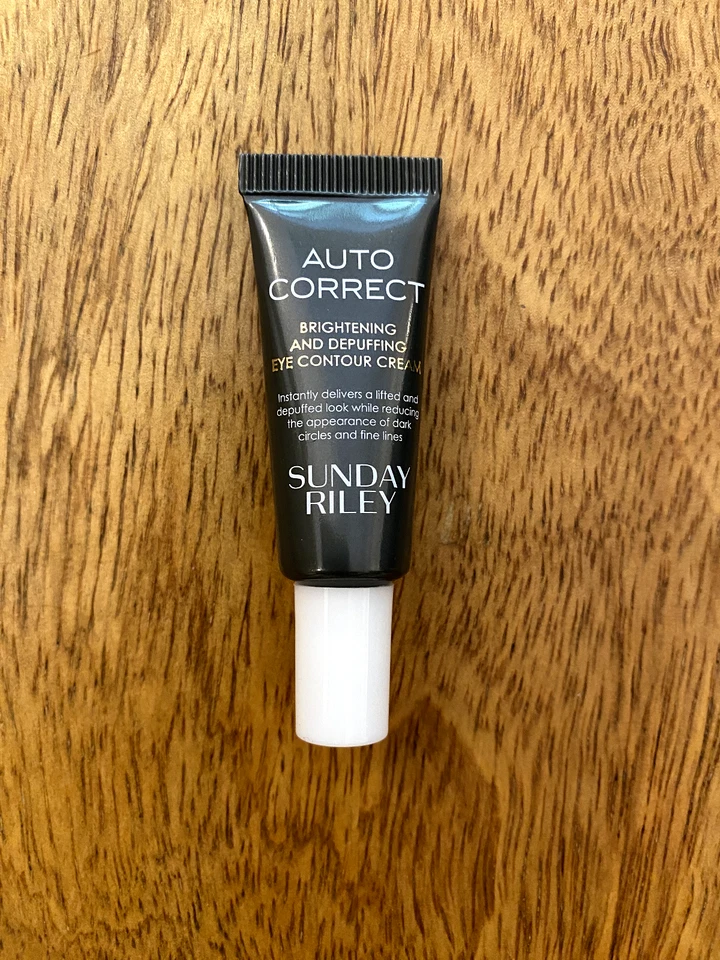 AUTO
CORRECT
BRIGHTENING
AND DEPUFFING
EYE CONTOUR CREAM
Instantly delivers a lifted and
depuffed look while reducing
the appearance of dark
circles and fine lines
SUNDAY
RILEY